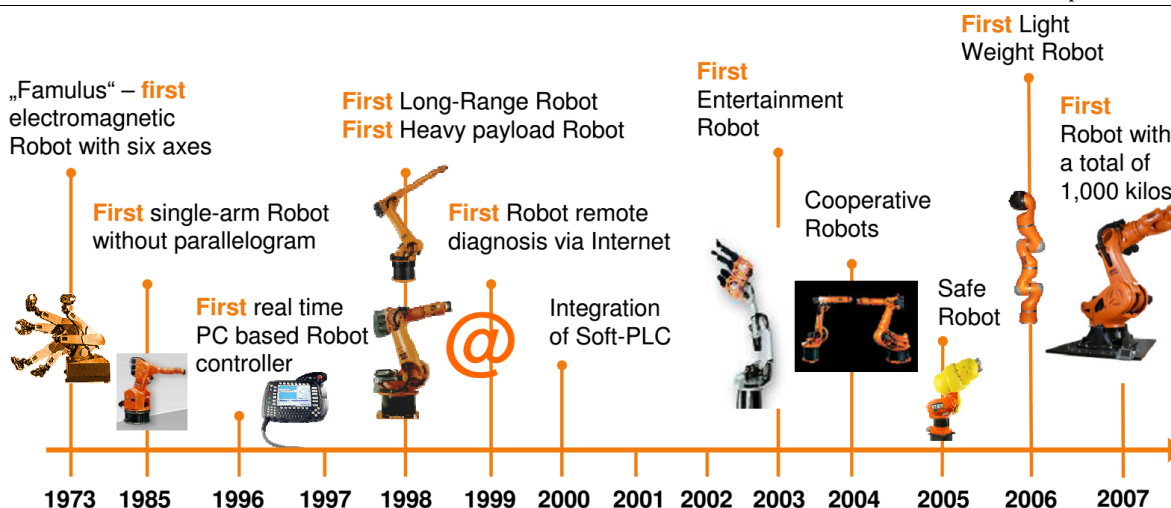 „Famulus“ – first
electromagnetic
Robot with six axes
First single-arm Robot
without parallelogram
First real time
PC based Robot
controller
First Long-Range Robot
First Heavy payload Robot
First Robot remote
diagnosis via Internet
@
Integration
of Soft-PLC
First
Entertainment
Robot
Cooperative
Robots
Safe
Robot
First Light
Weight Robot
First
Robot with
a total of
1,000 kilos
1973 1985 1996 1997 1998 1999 2000 2001 2002 2003 2004 2005 2006 2007